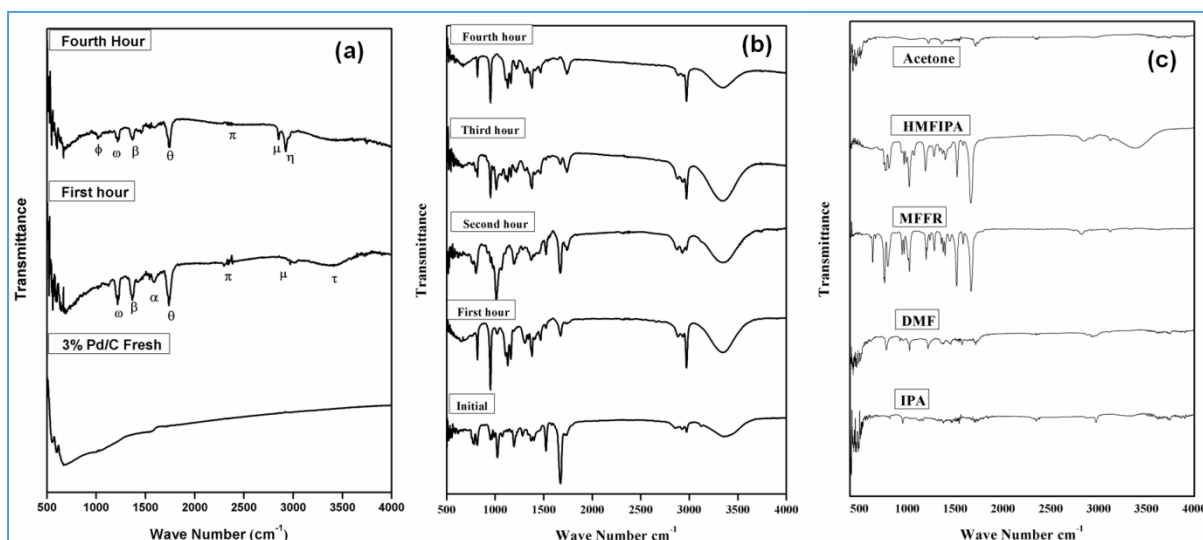 (a)
Fourth Hour
π
μ
ϕ ω β θ η
First hour
π μ τ
ω β α θ
3% Pd/C Fresh
Transmittance
500 1000 1500 2000 2500 3000 3500 4000
Wave Number (cm-1)
(b)
Fourth hour
Third hour
Second hour
First hour
Initial
Transmittance
500 1000 1500 2000 2500 3000 3500 4000
Wave Number cm-1
(c)
Acetone
HMFIPA
MFFR
DMF
IPA
Transmittance
500 1000 1500 2000 2500 3000 3500 4000
Wave Number cm-1